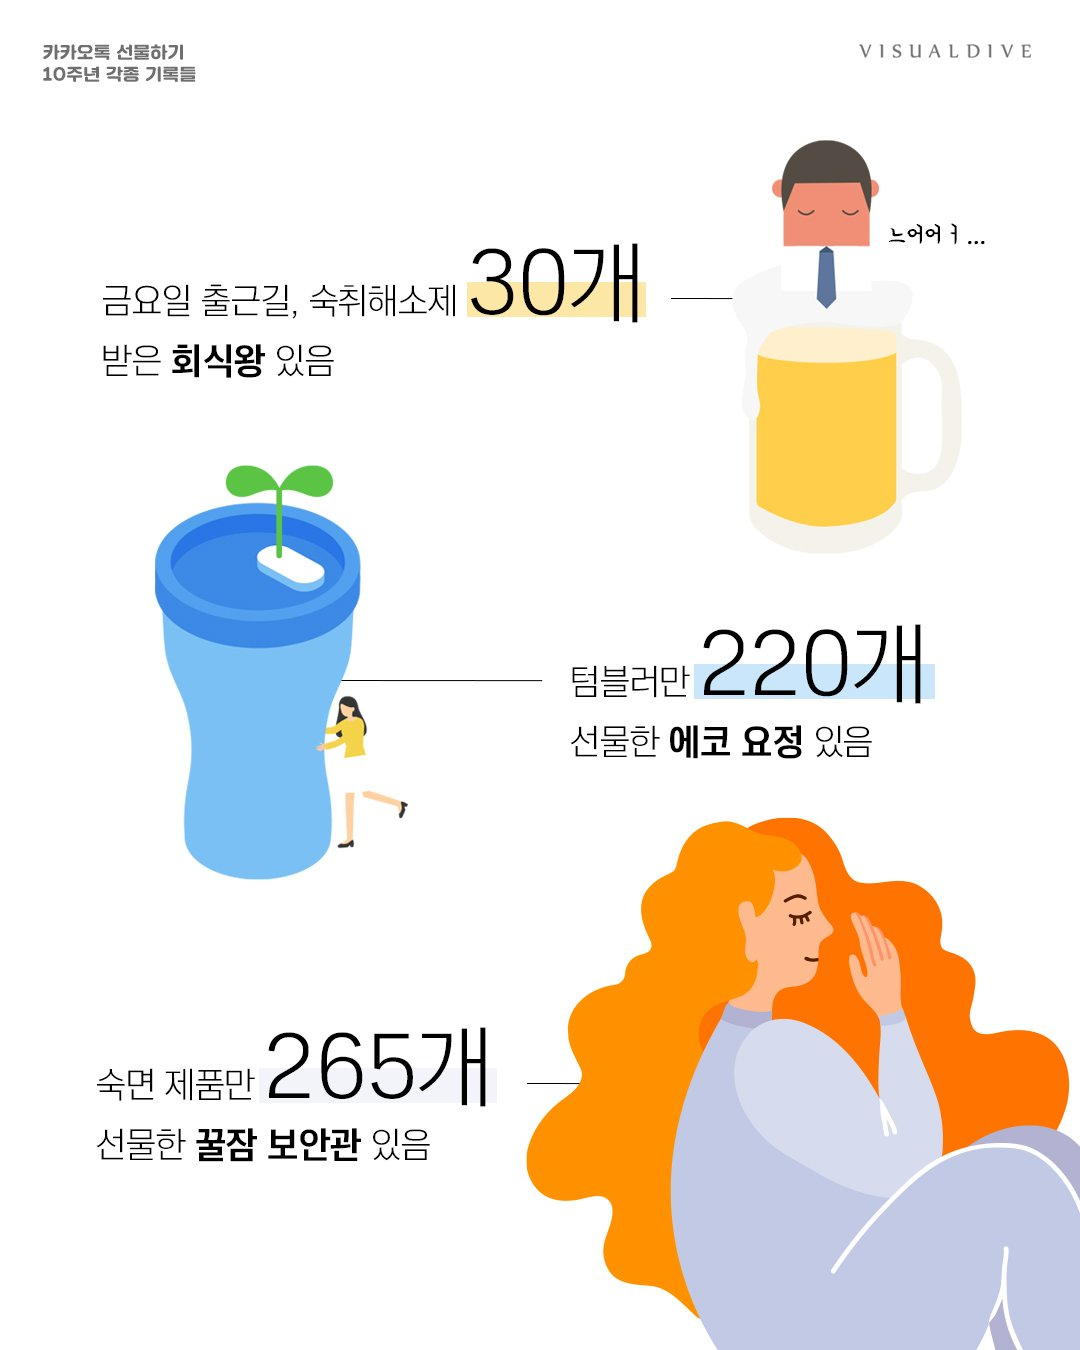 카카오톡 선물하기
10주년 각종 기록들
VISUALDIVE
느어어ㅓ...
금요일 출근길, 숙취해소제 30개
받은 회식왕 있음
텀블러만 220개
선물한 에코 요정 있음
숙면 제품만 265개
선물한 꿀잠 보안관 있음